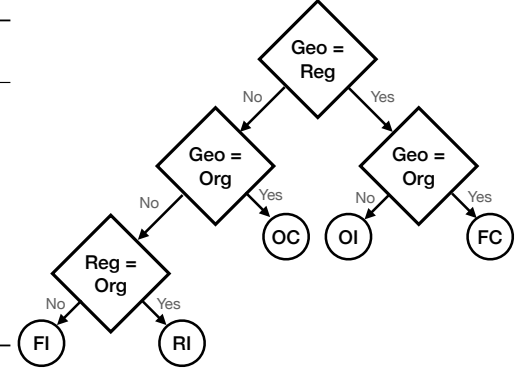 Geo =
Reg
No
Yes
Geo =
Org
Geo =
Org
No
Yes
No
Yes
OC
OI
FC
Reg =
Org
No
Yes
FI
RI